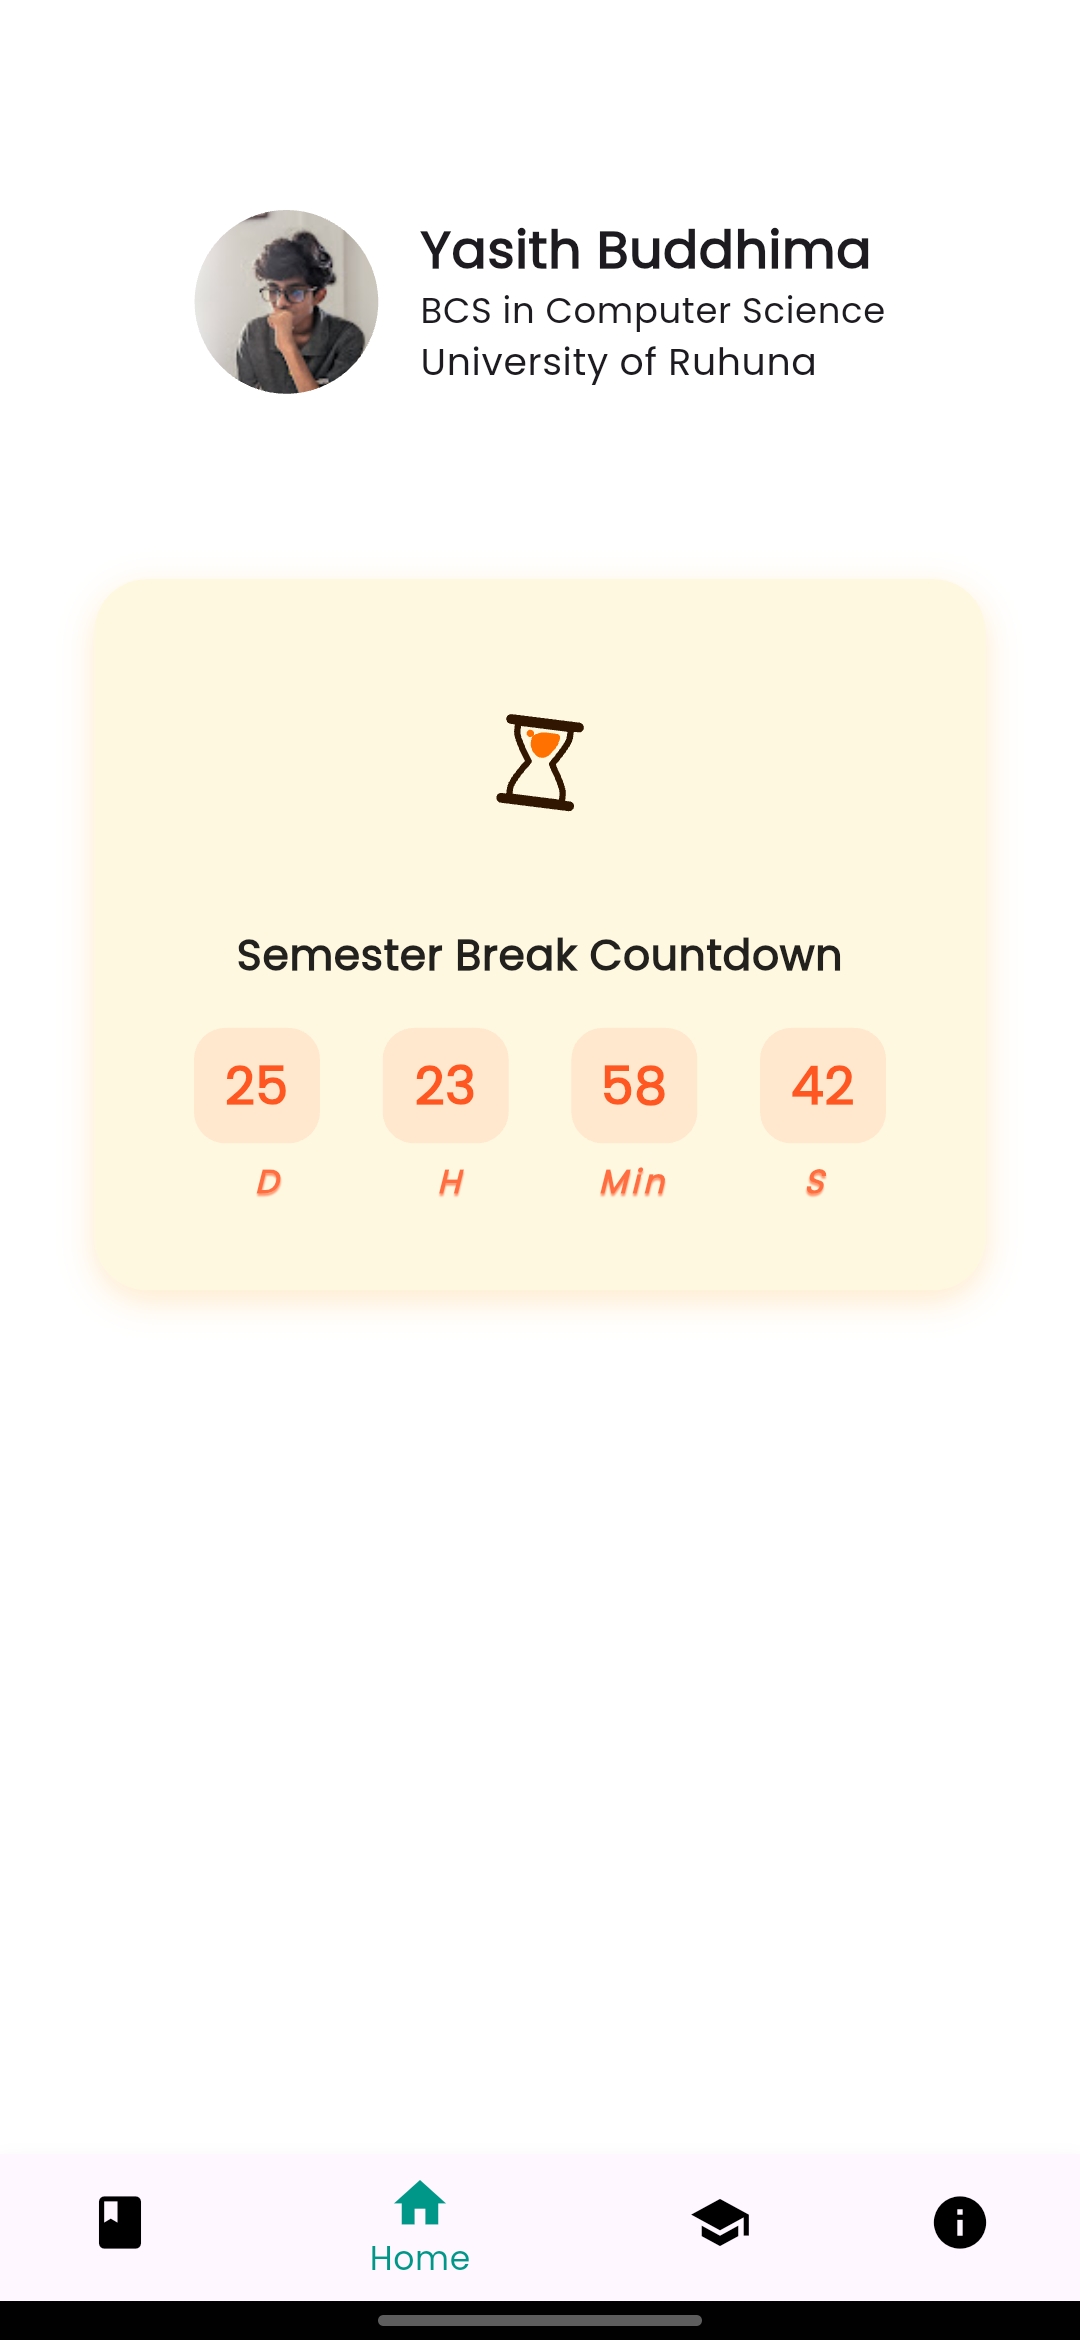 Yasith Buddhima
BCS in Computer Science
University of Ruhuna
Semester Break Countdown
25 23 58 42
D H Min S
Home